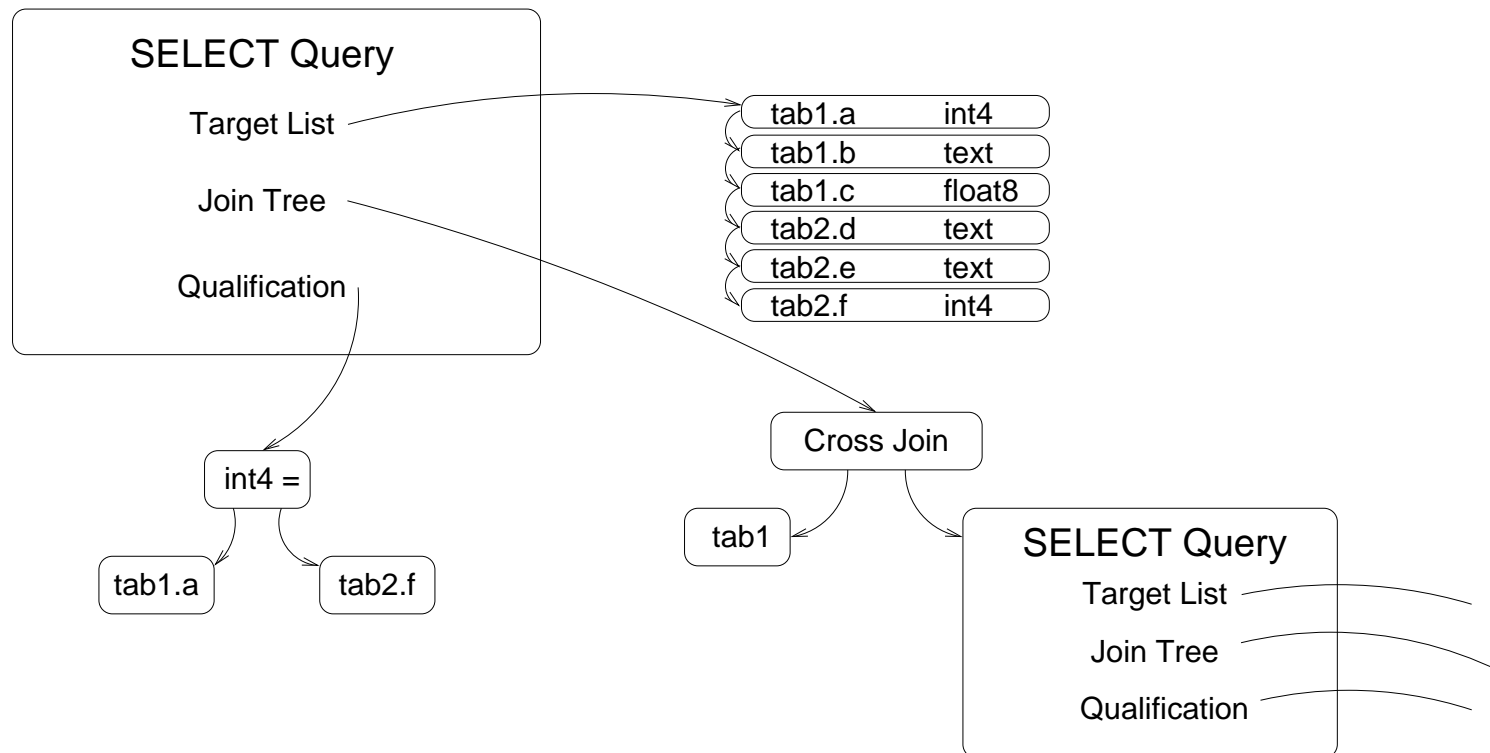 SELECT Query
Target List
Join Tree
Qualification
tab1.a int4
tab1.b text
tab1.c float8
tab2.d text
tab2.e text
tab2.f int4
int4 =
tab1.a
tab2.f
Cross Join
tab1
SELECT Query
Target List
Join Tree
Qualification